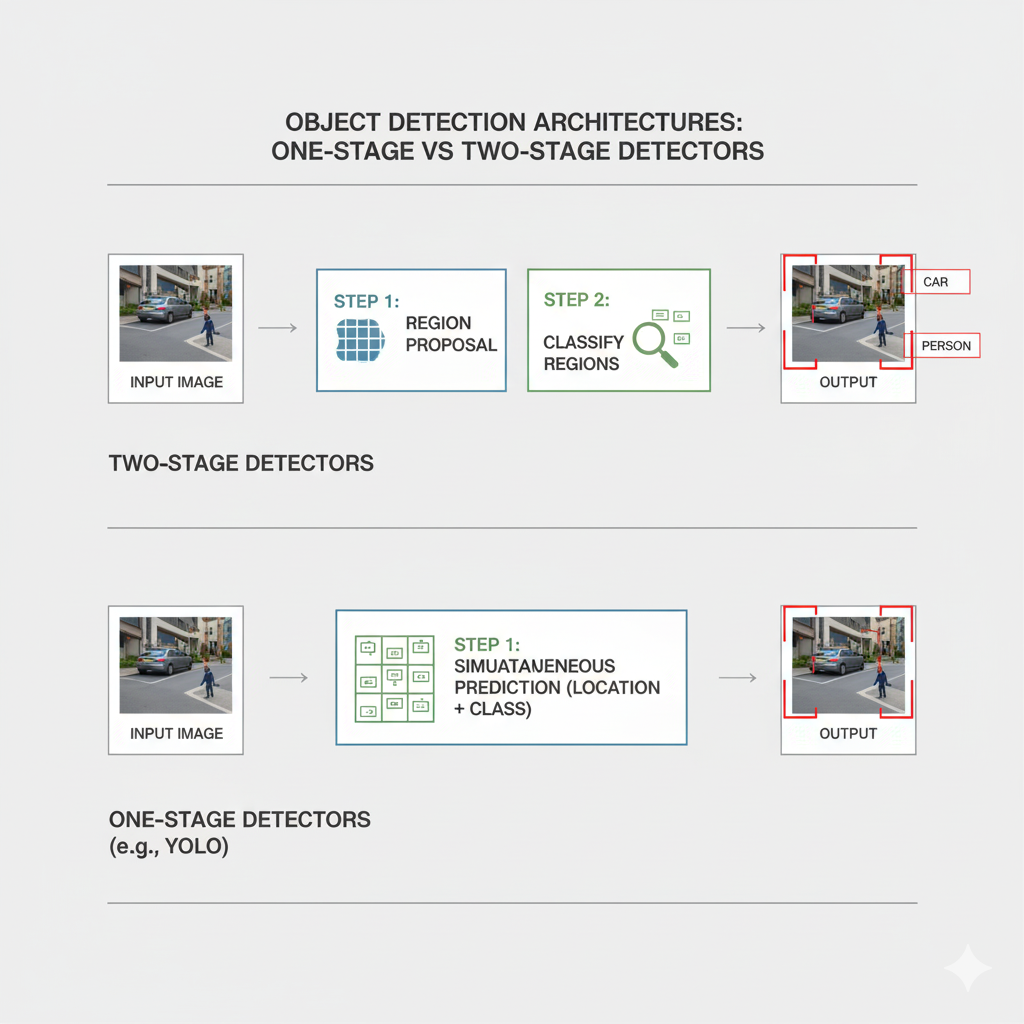 OBJECT DETECTION ARCHITECTURES:
ONE-STAGE VS TWO-STAGE DETECTORS
INPUT IMAGE
STEP 1:
REGION
PROPOSAL
STEP 2:
CLASSIFY
REGIONS
OUTPUT
CAR
PERSON
TWO-STAGE DETECTORS
INPUT IMAGE
STEP 1:
SIMUATANEOUS
PREDICTION (LOCATION
+ CLASS)
OUTPUT
ONE-STAGE DETECTORS
(e.g., YOLO)